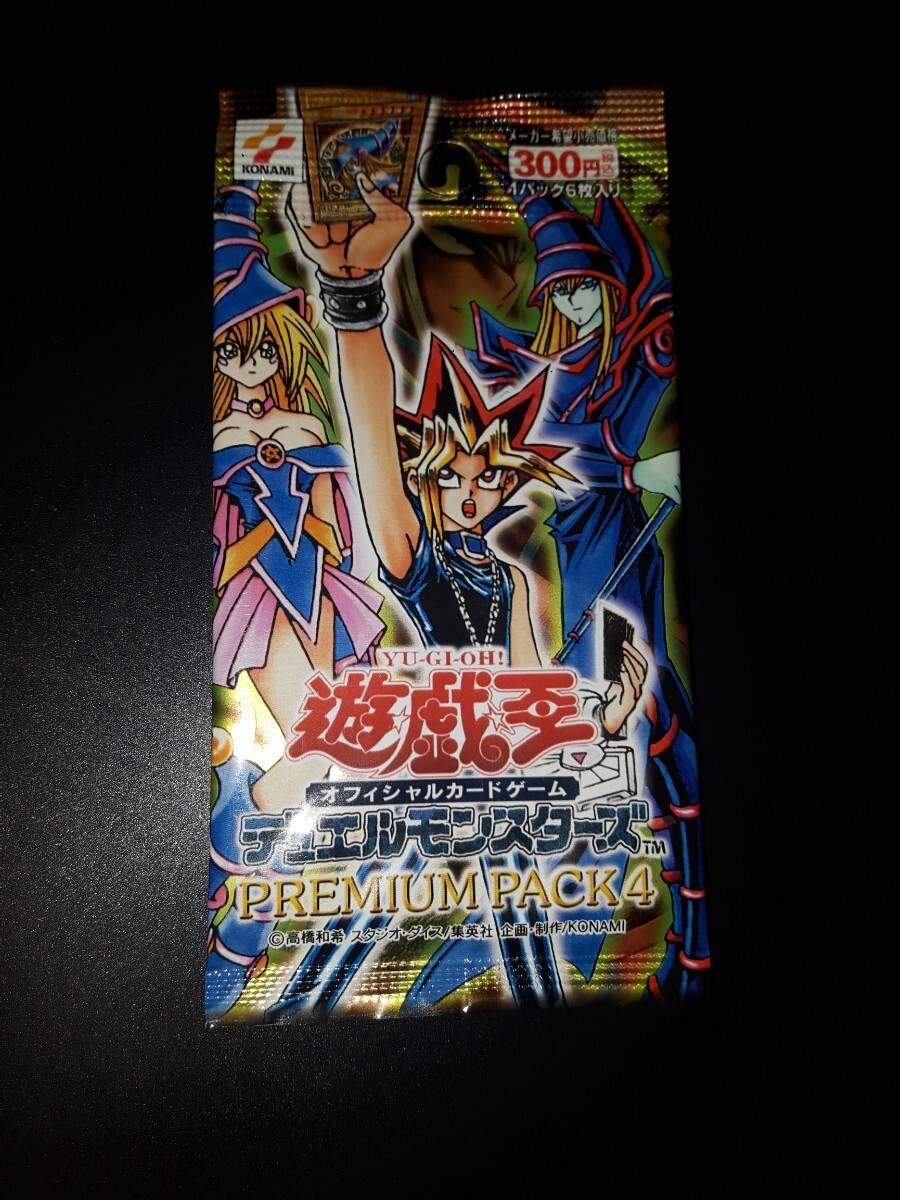 KONAMI
メーカー希望小売価格
300円(税込)
1パック6枚入り
YU-GI-OH!
遊☆戯☆王
オフィシャルカードゲーム
デュエルモンスターズ™
PREMIUM PACK 4
©高橋和希 スタジオ・ダイス/集英社 企画・制作/KONAMI